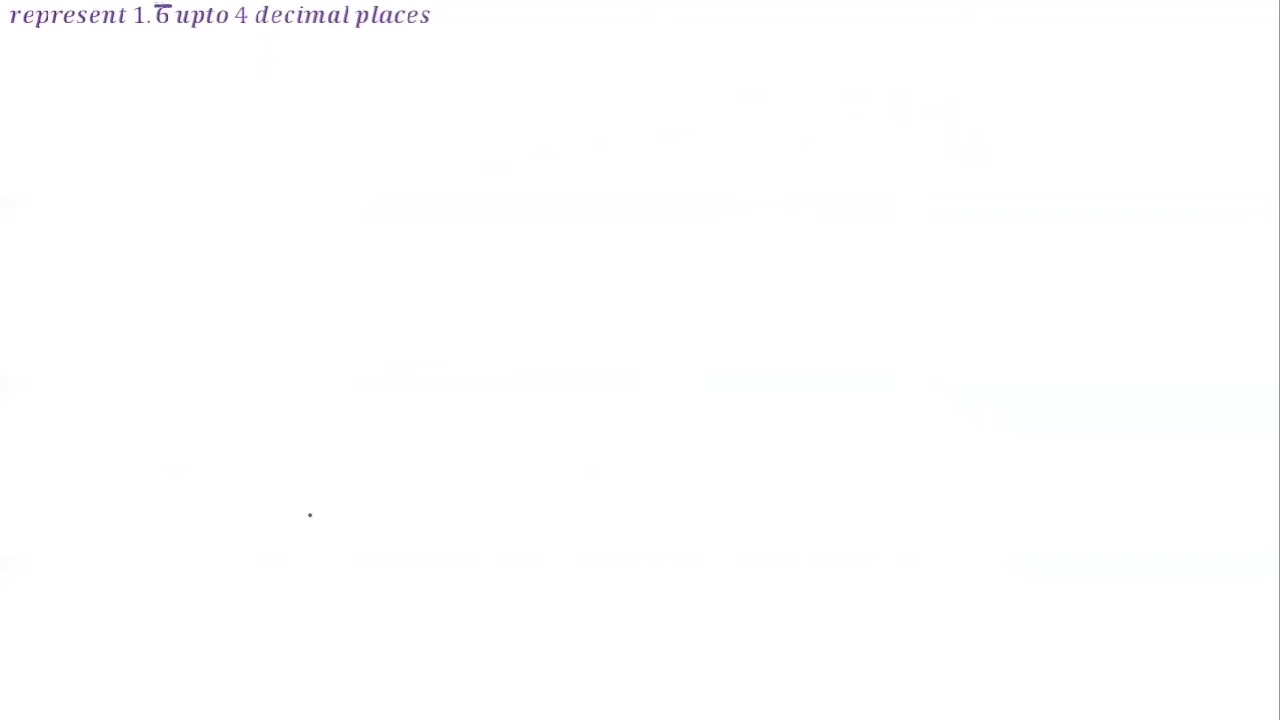 represent 1.6̅ upto 4 decimal places